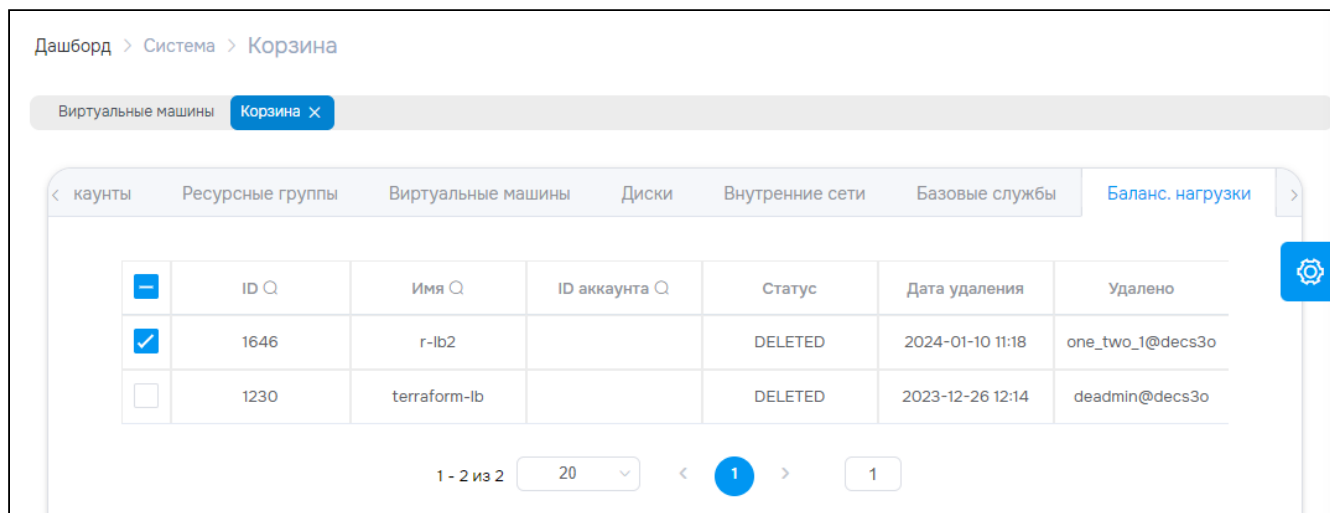 Дашборд > Система > Корзина
Виртуальные машины Корзина ×
< каунты Ресурсные группы Виртуальные машины Диски Внутренние сети Базовые службы Баланс. нагрузки >
ID Имя ID аккаунта Статус Дата удаления Удалено
1646 r-lb2 DELETED 2024-01-10 11:18 one_two_1@decs3o
1230 terraform-lb DELETED 2023-12-26 12:14 deadmin@decs3o
1 - 2 из 2 20 < 1 > 1